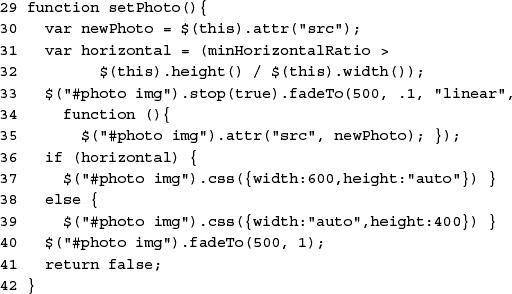 29 function setPhoto(){
30   var newPhoto = $(this).attr("src");
31   var horizontal = (minHorizontalRatio >
32         $(this).height() / $(this).width());
33   $("#photo img").stop(true).fadeTo(500, .1, "linear",
34     function (){
35       $("#photo img").attr("src", newPhoto); });
36   if (horizontal) {
37     $("#photo img").css({width:600,height:"auto"}) }
38   else {
39     $("#photo img").css({width:"auto",height:400}) }
40   $("#photo img").fadeTo(500, 1);
41   return false;
42 }